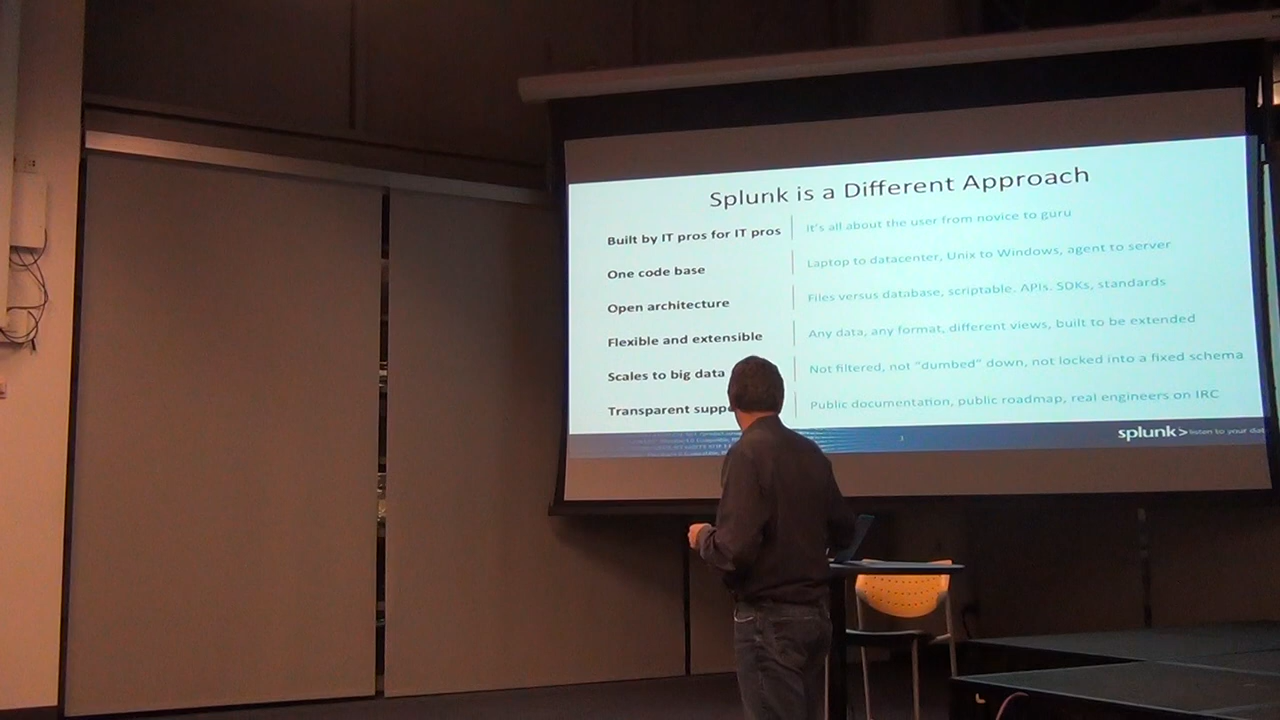 Splunk is a Different Approach
Built by IT pros for IT pros
It's all about the user from novice to guru
One code base
Laptop to datacenter, Unix to Windows, agent to server
Open architecture
Files versus database, scriptable. APIs. SDKs, standards
Flexible and extensible
Any data, any format, different views, built to be extended
Scales to big data
Not filtered, not "dumbed" down, not locked into a fixed schema
Transparent supp
Public documentation, public roadmap, real engineers on IRC
3
splunk> listen to your dat